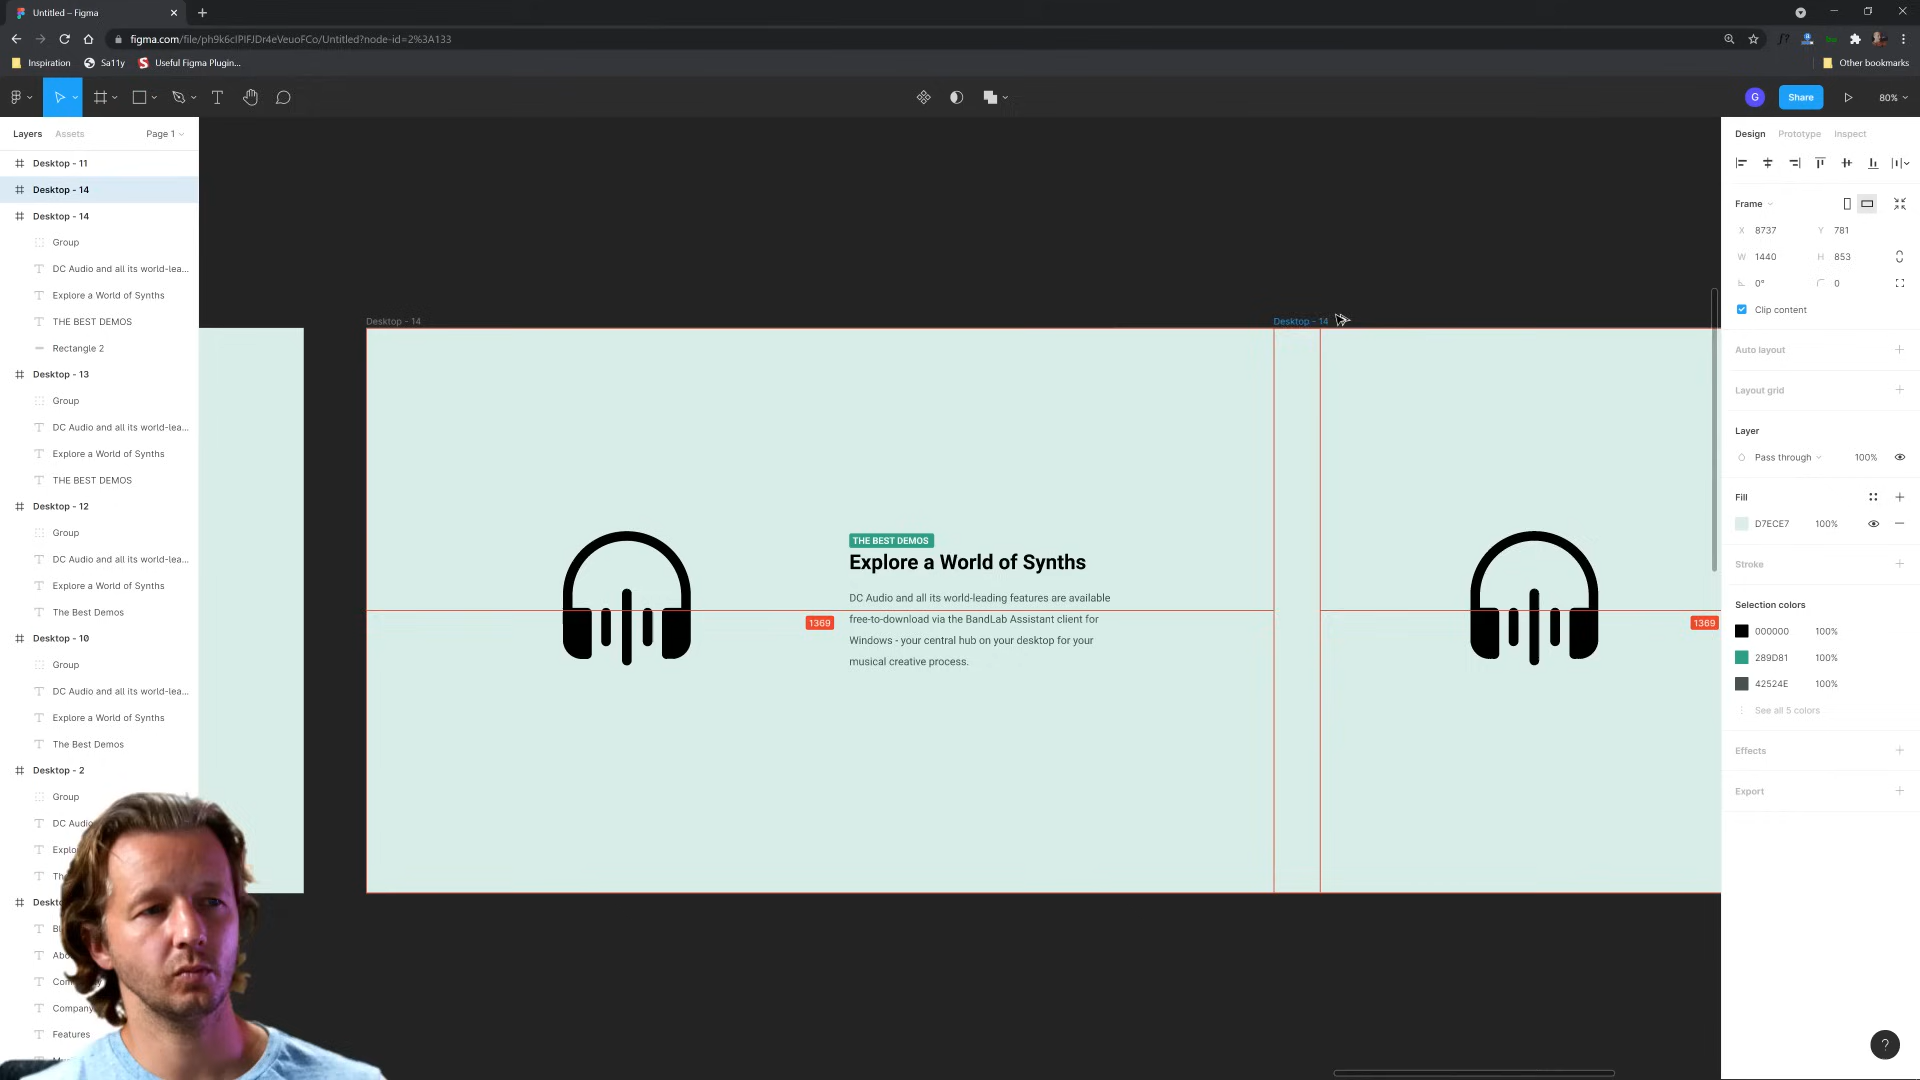 Untitled – Figma
figma.com/file/ph9k6cIPlFJDr4eVeuoFCo/Untitled?node-id=2%3A133
Inspiration
Sa11y
Useful Figma Plugin...
Other bookmarks
G
Share
80%
Layers
Assets
Page 1
Desktop - 11
Desktop - 14
Desktop - 14
Group
DC Audio and all its world-lea...
Explore a World of Synths
THE BEST DEMOS
Rectangle 2
Desktop - 13
Group
DC Audio and all its world-lea...
Explore a World of Synths
THE BEST DEMOS
Desktop - 12
Group
DC Audio and all its world-lea...
Explore a World of Synths
The Best Demos
Desktop - 10
Group
DC Audio and all its world-lea...
Explore a World of Synths
The Best Demos
Desktop - 2
Group
DC Audio
Explo
Th
Deskto
Abo
Com
Company
Features
Desktop - 14
Desktop - 14
THE BEST DEMOS
Explore a World of Synths
DC Audio and all its world-leading features are available
free-to-download via the BandLab Assistant client for
Windows - your central hub on your desktop for your
musical creative process.
1369
1369
Design
Prototype
Inspect
Frame
X 8737 Y 781
W 1440 H 853
0° 0
Clip content
Auto layout
Layout grid
Layer
Pass through 100%
Fill
D7ECE7 100%
Stroke
Selection colors
000000 100%
289D81 100%
42524E 100%
See all 5 colors
Effects
Export
?